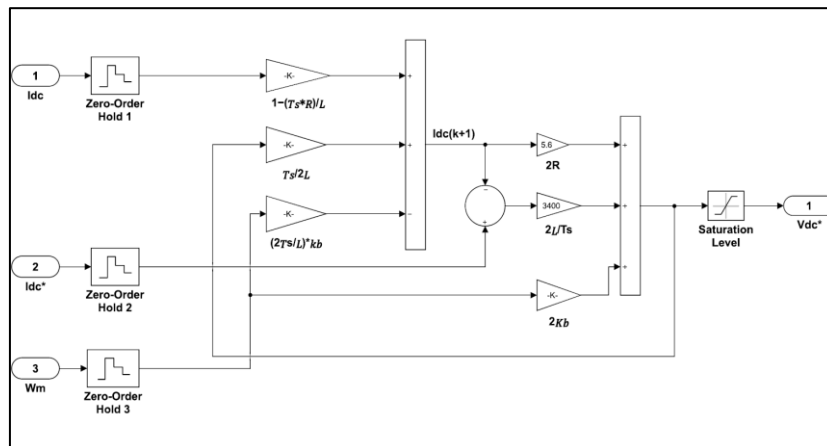 1
Idc
Zero-Order
Hold 1
-K-
1−(Ts*R)/L
-K-
Ts/2L
-K-
(2Ts/L)*kb
+
+
−
Idc(k+1)
−
+
5.6
2R
3400
2L/Ts
-K-
2Kb
+
+
+
Saturation
Level
1
Vdc*
2
Idc*
Zero-Order
Hold 2
3
Wm
Zero-Order
Hold 3